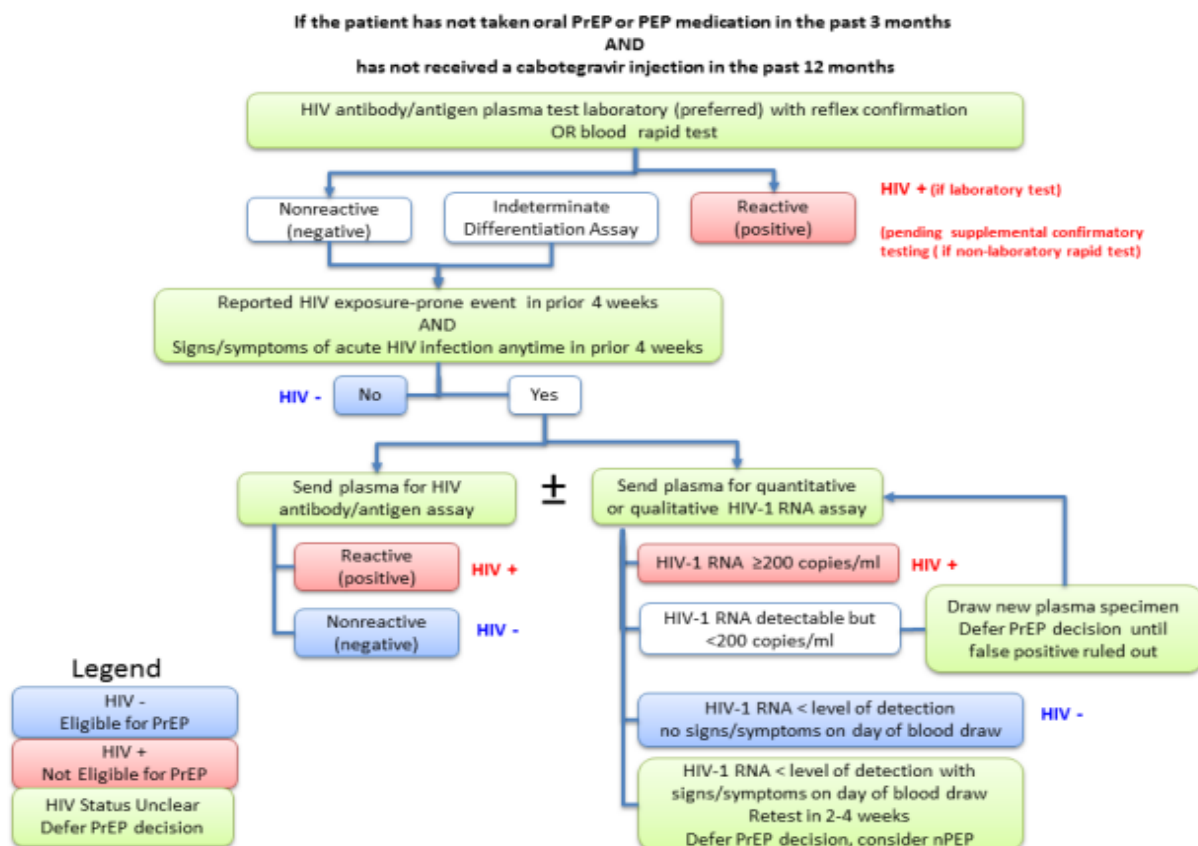 If the patient has not taken oral PrEP or PEP medication in the past 3 months
AND
has not received a cabotegravir injection in the past 12 months
HIV antibody/antigen plasma test laboratory (preferred) with reflex confirmation
OR blood rapid test
Nonreactive
(negative)
Indeterminate
Differentiation Assay
Reactive
(positive)
HIV + (if laboratory test)
(pending supplemental confirmatory
testing ( if non-laboratory rapid test)
Reported HIV exposure-prone event in prior 4 weeks
AND
Signs/symptoms of acute HIV infection anytime in prior 4 weeks
HIV -
No
Yes
Send plasma for HIV
antibody/antigen assay
±
Send plasma for quantitative
or qualitative HIV-1 RNA assay
Reactive
(positive)
HIV +
Nonreactive
(negative)
HIV -
HIV-1 RNA ≥200 copies/ml
HIV +
HIV-1 RNA detectable but
<200 copies/ml
Draw new plasma specimen
Defer PrEP decision until
false positive ruled out
HIV-1 RNA < level of detection
no signs/symptoms on day of blood draw
HIV -
HIV-1 RNA < level of detection with
signs/symptoms on day of blood draw
Retest in 2-4 weeks
Defer PrEP decision, consider nPEP
Legend
HIV -
Eligible for PrEP
HIV +
Not Eligible for PrEP
HIV Status Unclear
Defer PrEP decision